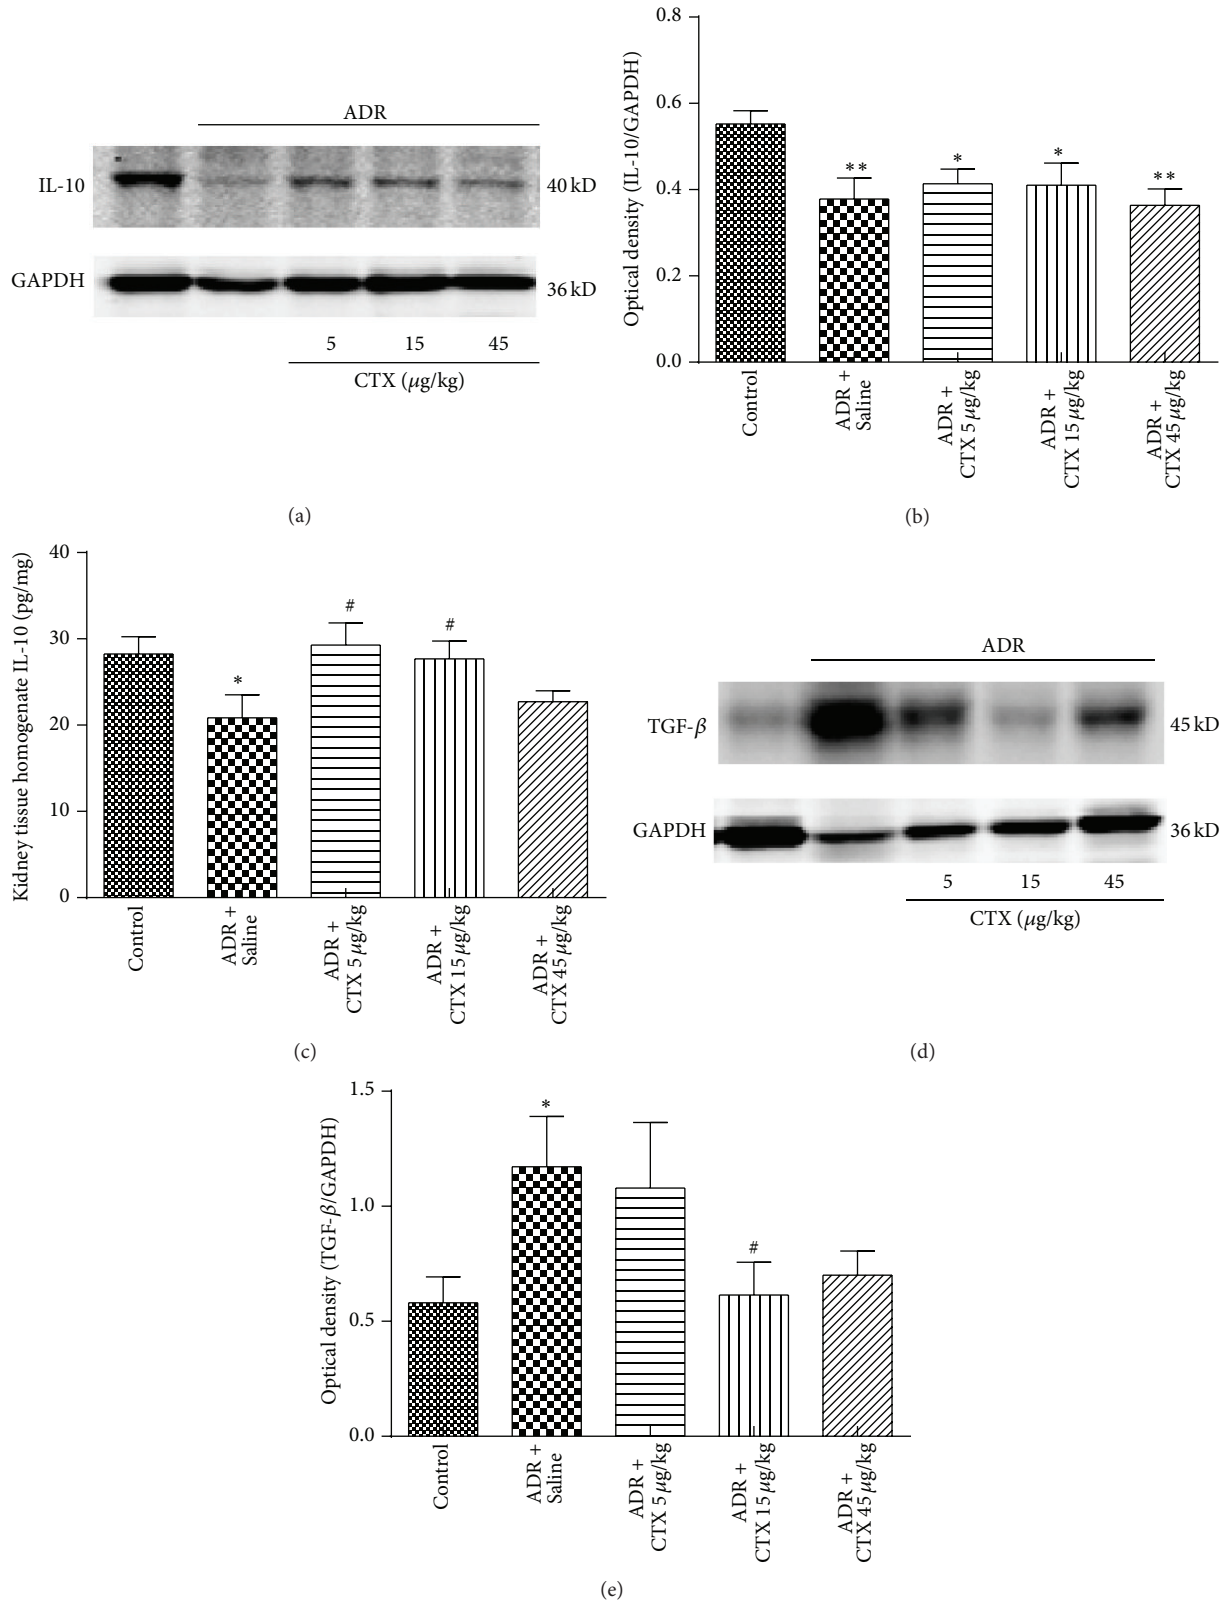 ADR
IL-10
40 kD
GAPDH
36 kD
5 15 45
CTX (μg/kg)
(a)
Optical density (IL-10/GAPDH)
0.8
0.6
0.4
0.2
0.0
** * * **
Control
ADR +
Saline
ADR +
CTX 5 μg/kg
ADR +
CTX 15 μg/kg
ADR +
CTX 45 μg/kg
(b)
Kidney tissue homogenate IL-10 (pg/mg)
40
30
20
10
0
* # #
Control
ADR +
Saline
ADR +
CTX 5 μg/kg
ADR +
CTX 15 μg/kg
ADR +
CTX 45 μg/kg
(c)
ADR
TGF-β
45 kD
GAPDH
36 kD
5 15 45
CTX (μg/kg)
(d)
Optical density (TGF-β/GAPDH)
1.5
1.0
0.5
0.0
* #
Control
ADR +
Saline
ADR +
CTX 5 μg/kg
ADR +
CTX 15 μg/kg
ADR +
CTX 45 μg/kg
(e)